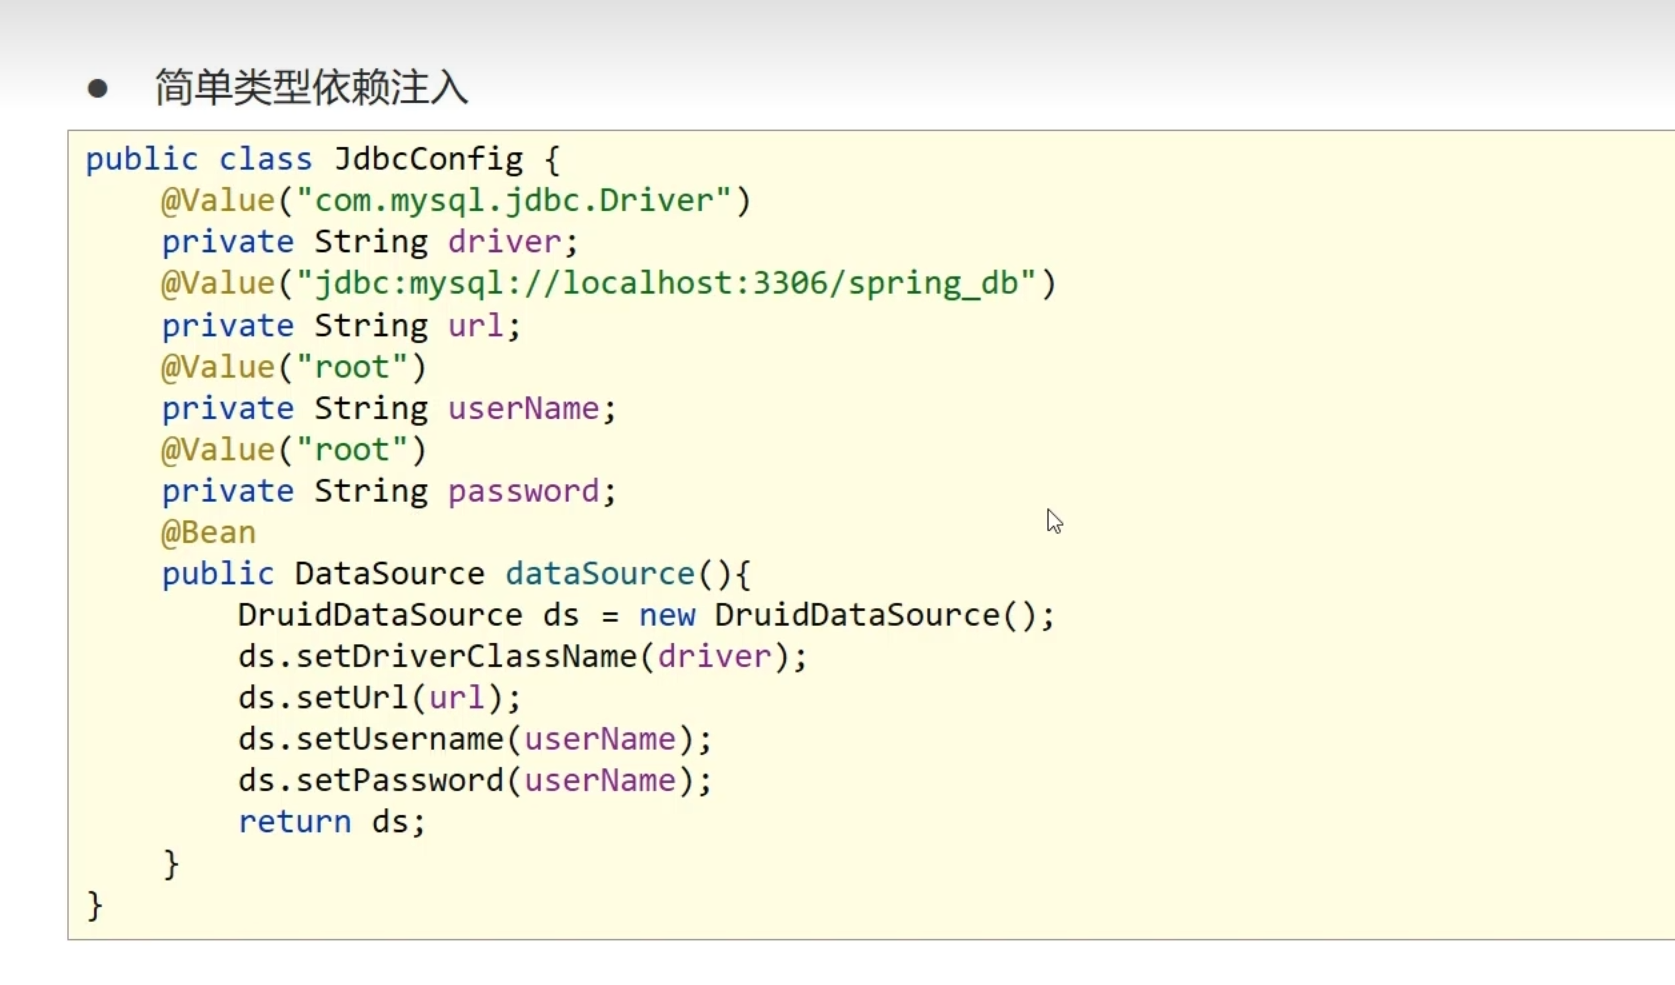 ● 简单类型依赖注入
public class JdbcConfig {
    @Value("com.mysql.jdbc.Driver")
    private String driver;
    @Value("jdbc:mysql://localhost:3306/spring_db")
    private String url;
    @Value("root")
    private String userName;
    @Value("root")
    private String password;
    @Bean
    public DataSource dataSource(){
        DruidDataSource ds = new DruidDataSource();
        ds.setDriverClassName(driver);
        ds.setUrl(url);
        ds.setUsername(userName);
        ds.setPassword(userName);
        return ds;
    }
}